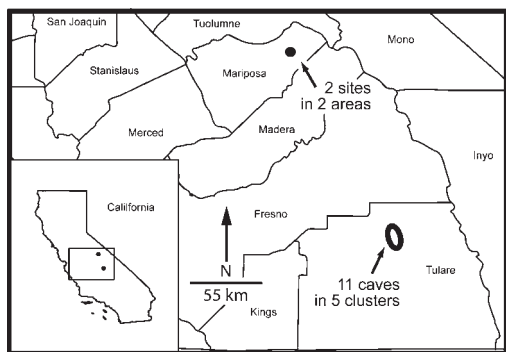 San Joaquin
Tuolumne
Mono
Stanislaus
Mariposa
2 sites
in 2 areas
Merced
Madera
Inyo
Calilfornia
Fresno
N
55 km
Tulare
11 caves
in 5 clusters
Kings